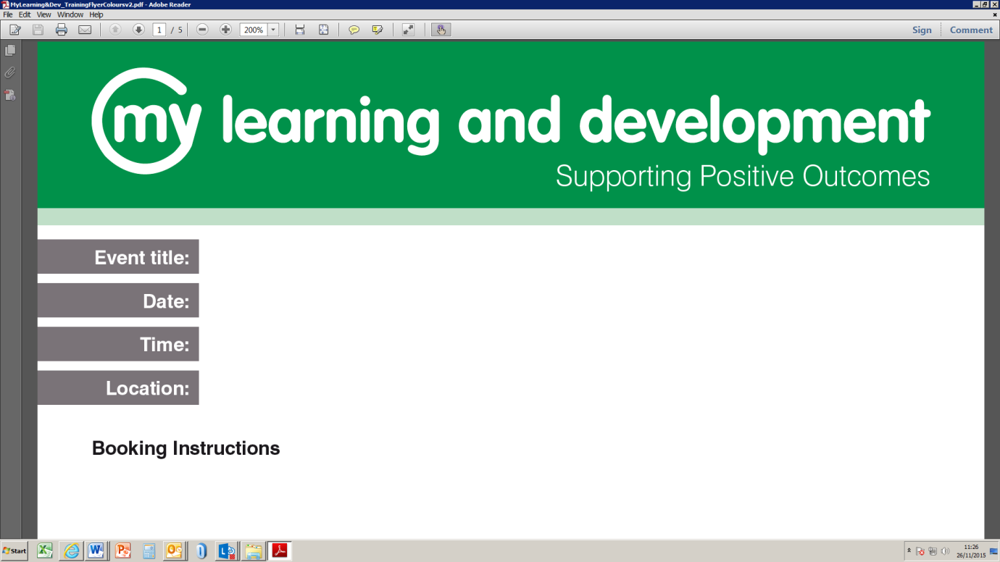 MyLearning&Dev_TrainingFlyerColoursv2.pdf - Adobe Reader
File Edit View Window Help
1 / 5 200% Sign Comment
my learning and development
Supporting Positive Outcomes
Event title:
Date:
Time:
Location:
Booking Instructions
Start 11:26
26/11/2015